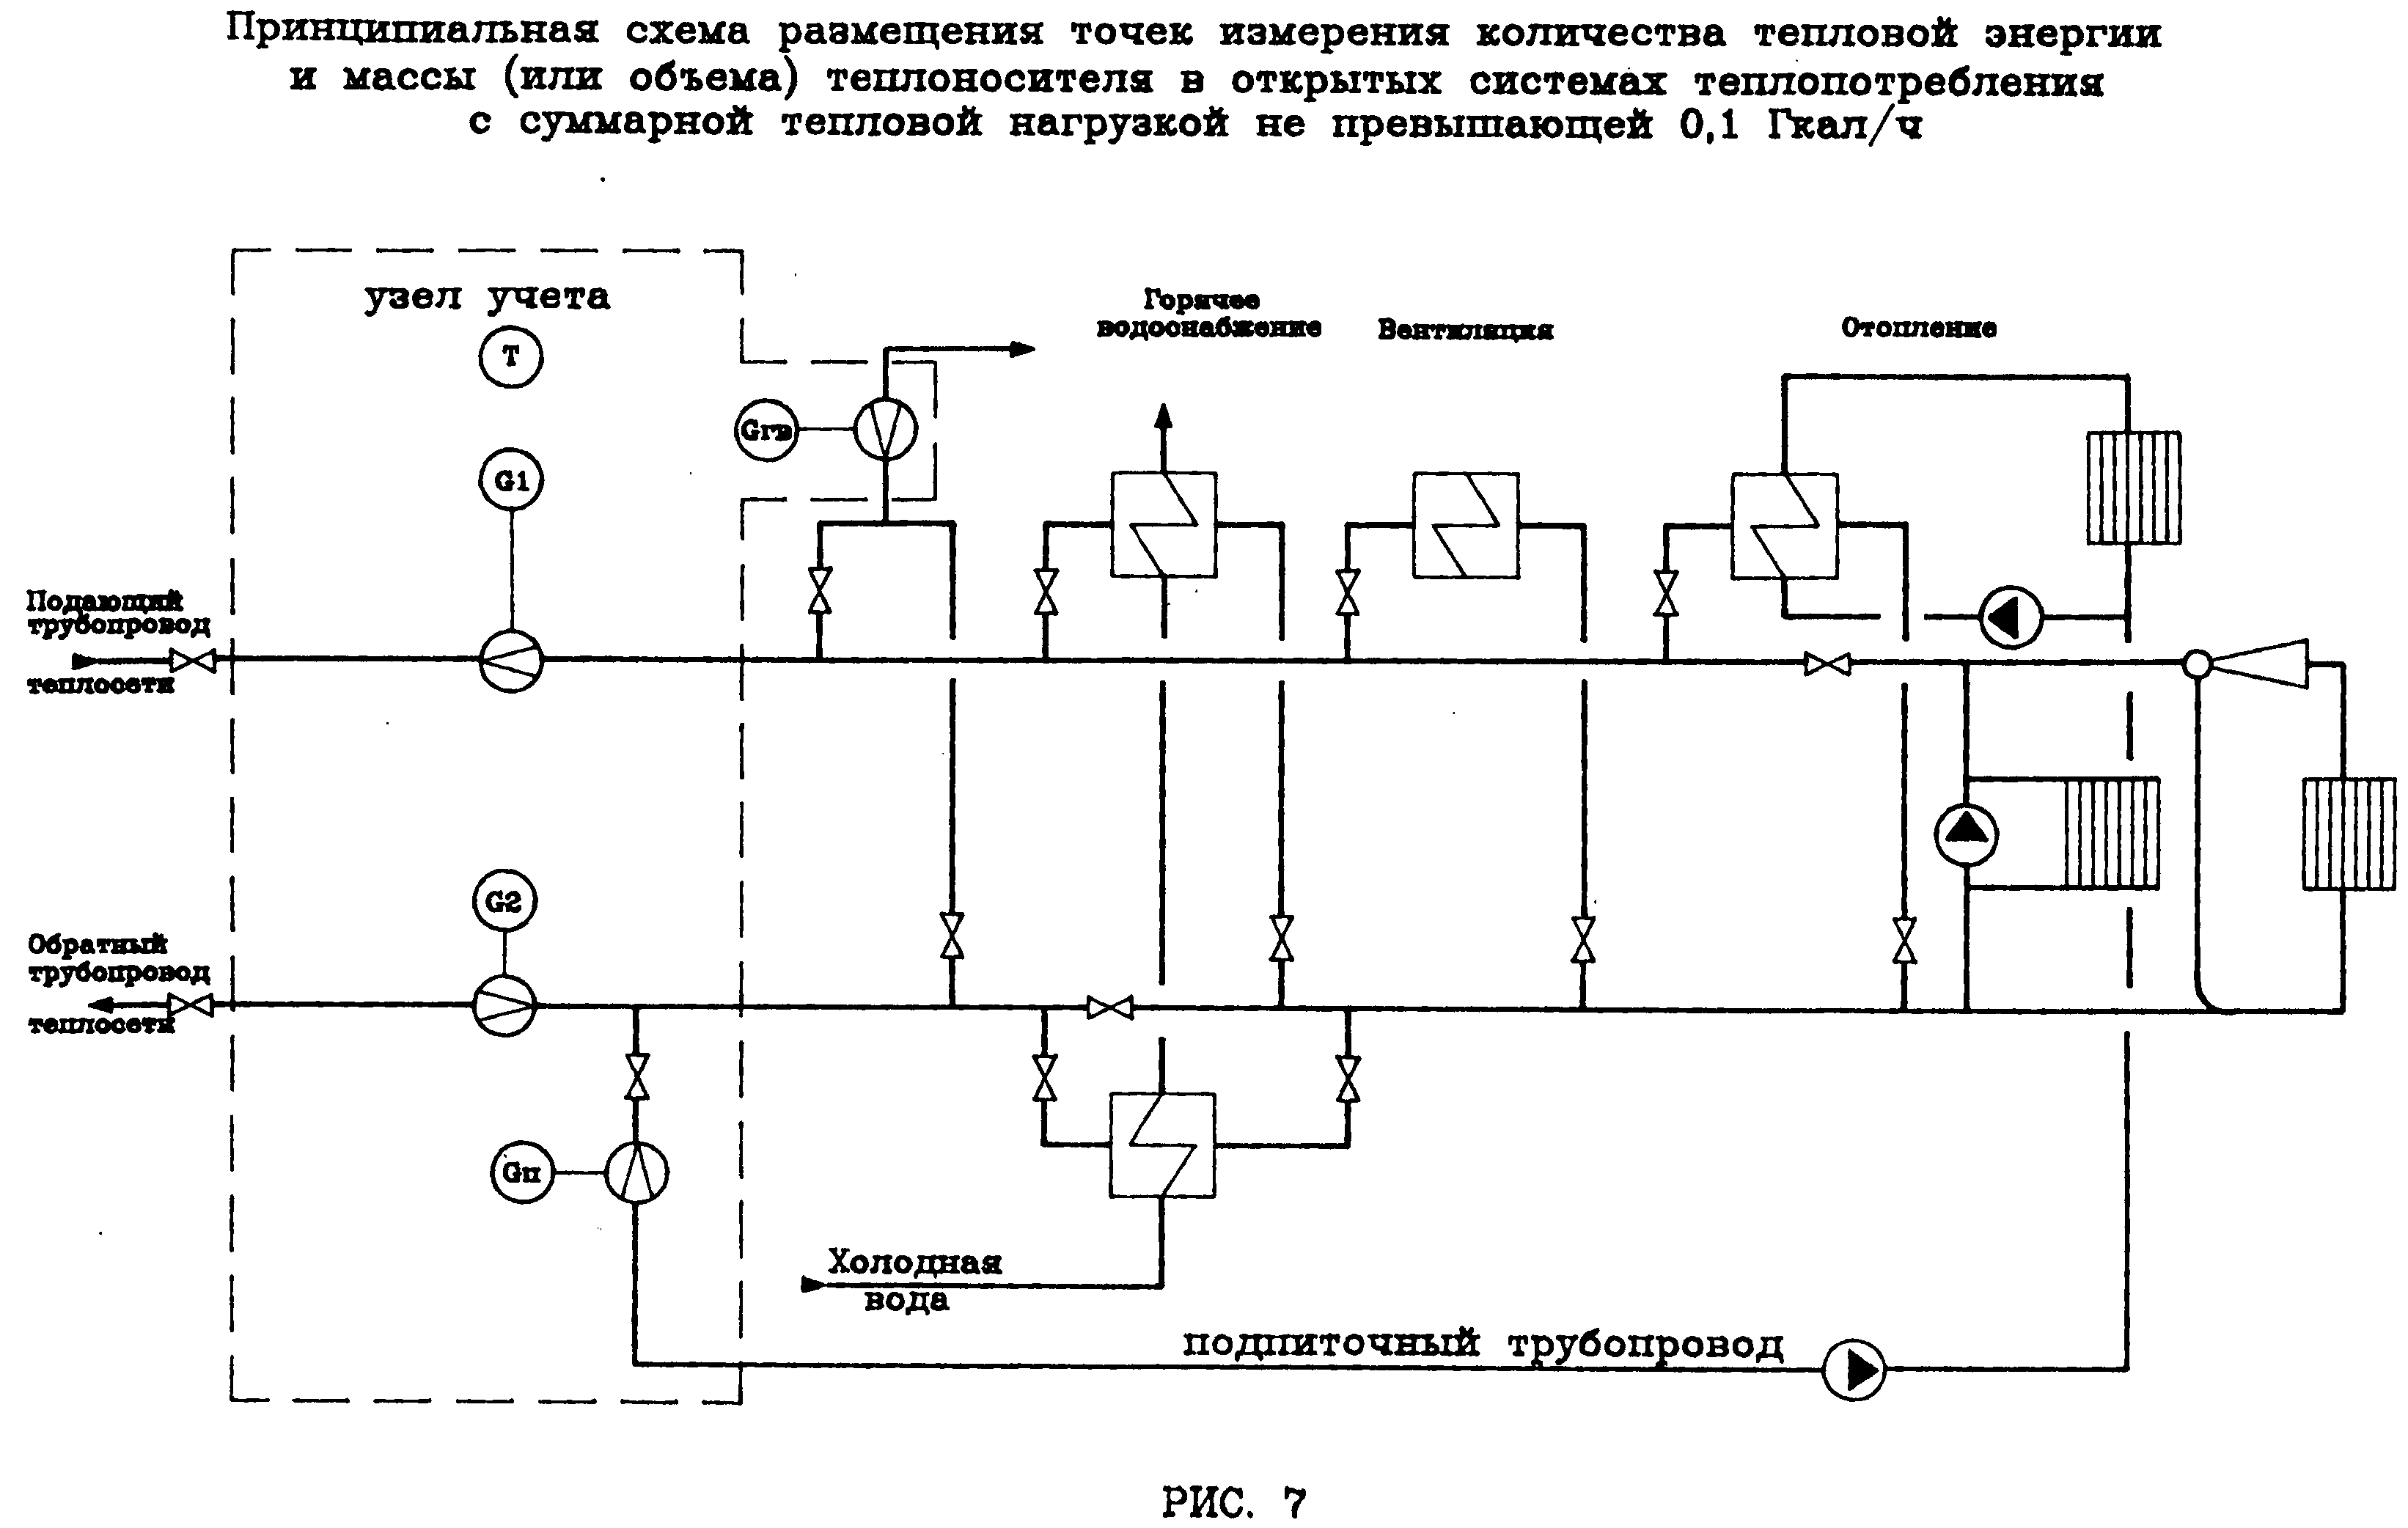 Принципиальная схема размещения точек измерения количества тепловой энергии
и массы (или объема) теплоносителя в открытых системах теплопотребления
с суммарной тепловой нагрузкой не превышающей 0,1 Гкал/ч
узел учета
Т
G1
Gгв
Горячее
водоснабжение
Вентиляция
Отопление
Подающий
трубопровод
теплосети
G2
Обратный
трубопровод
теплосети
Gп
Холодная
вода
подпиточный трубопровод
РИС. 7